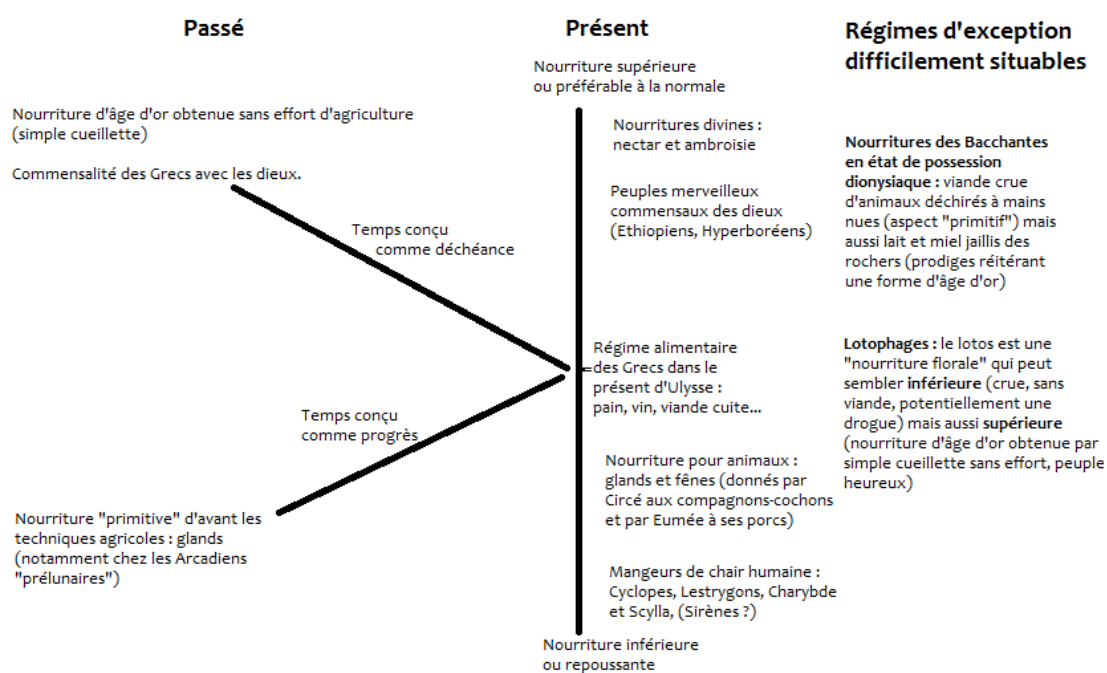 Passé
Nourriture d'âge d'or obtenue sans effort d'agriculture
(simple cueillette)
Commensalité des Grecs avec les dieux.
Temps conçu
comme déchéance
Temps conçu
comme progrès
Nourriture "primitive" d'avant les
techniques agricoles : glands
(notamment chez les Arcadiens
"prélunaires")
Présent
Nourriture supérieure
ou préférable à la normale
Nourritures divines :
nectar et ambroisie
Peuples merveilleux
commensaux des dieux
(Ethiopiens, Hyperboréens)
Régime alimentaire
des Grecs dans le
présent d'Ulysse :
pain, vin, viande cuite...
Nourriture pour animaux :
glands et fênes (donnés par
Circé aux compagnons-cochons
et par Eumée à ses porcs)
Mangeurs de chair humaine :
Cyclopes, Lestrygons, Charybde
et Scylla, (Sirènes ?)
Nourriture inférieure
ou repoussante
Régimes d'exception
difficilement situables
Nourritures des Bacchantes
en état de possession
dionysiaque : viande crue
d'animaux déchirés à mains
nues (aspect "primitif") mais
aussi lait et miel jaillis des
rochers (prodiges réitérant
une forme d'âge d'or)
Lotophages : le lotos est une
"nourriture florale" qui peut
sembler inférieure (crue, sans
viande, potentiellement une
drogue) mais aussi supérieure
(nourriture d'âge d'or obtenue par
simple cueillette sans effort, peuple
heureux)